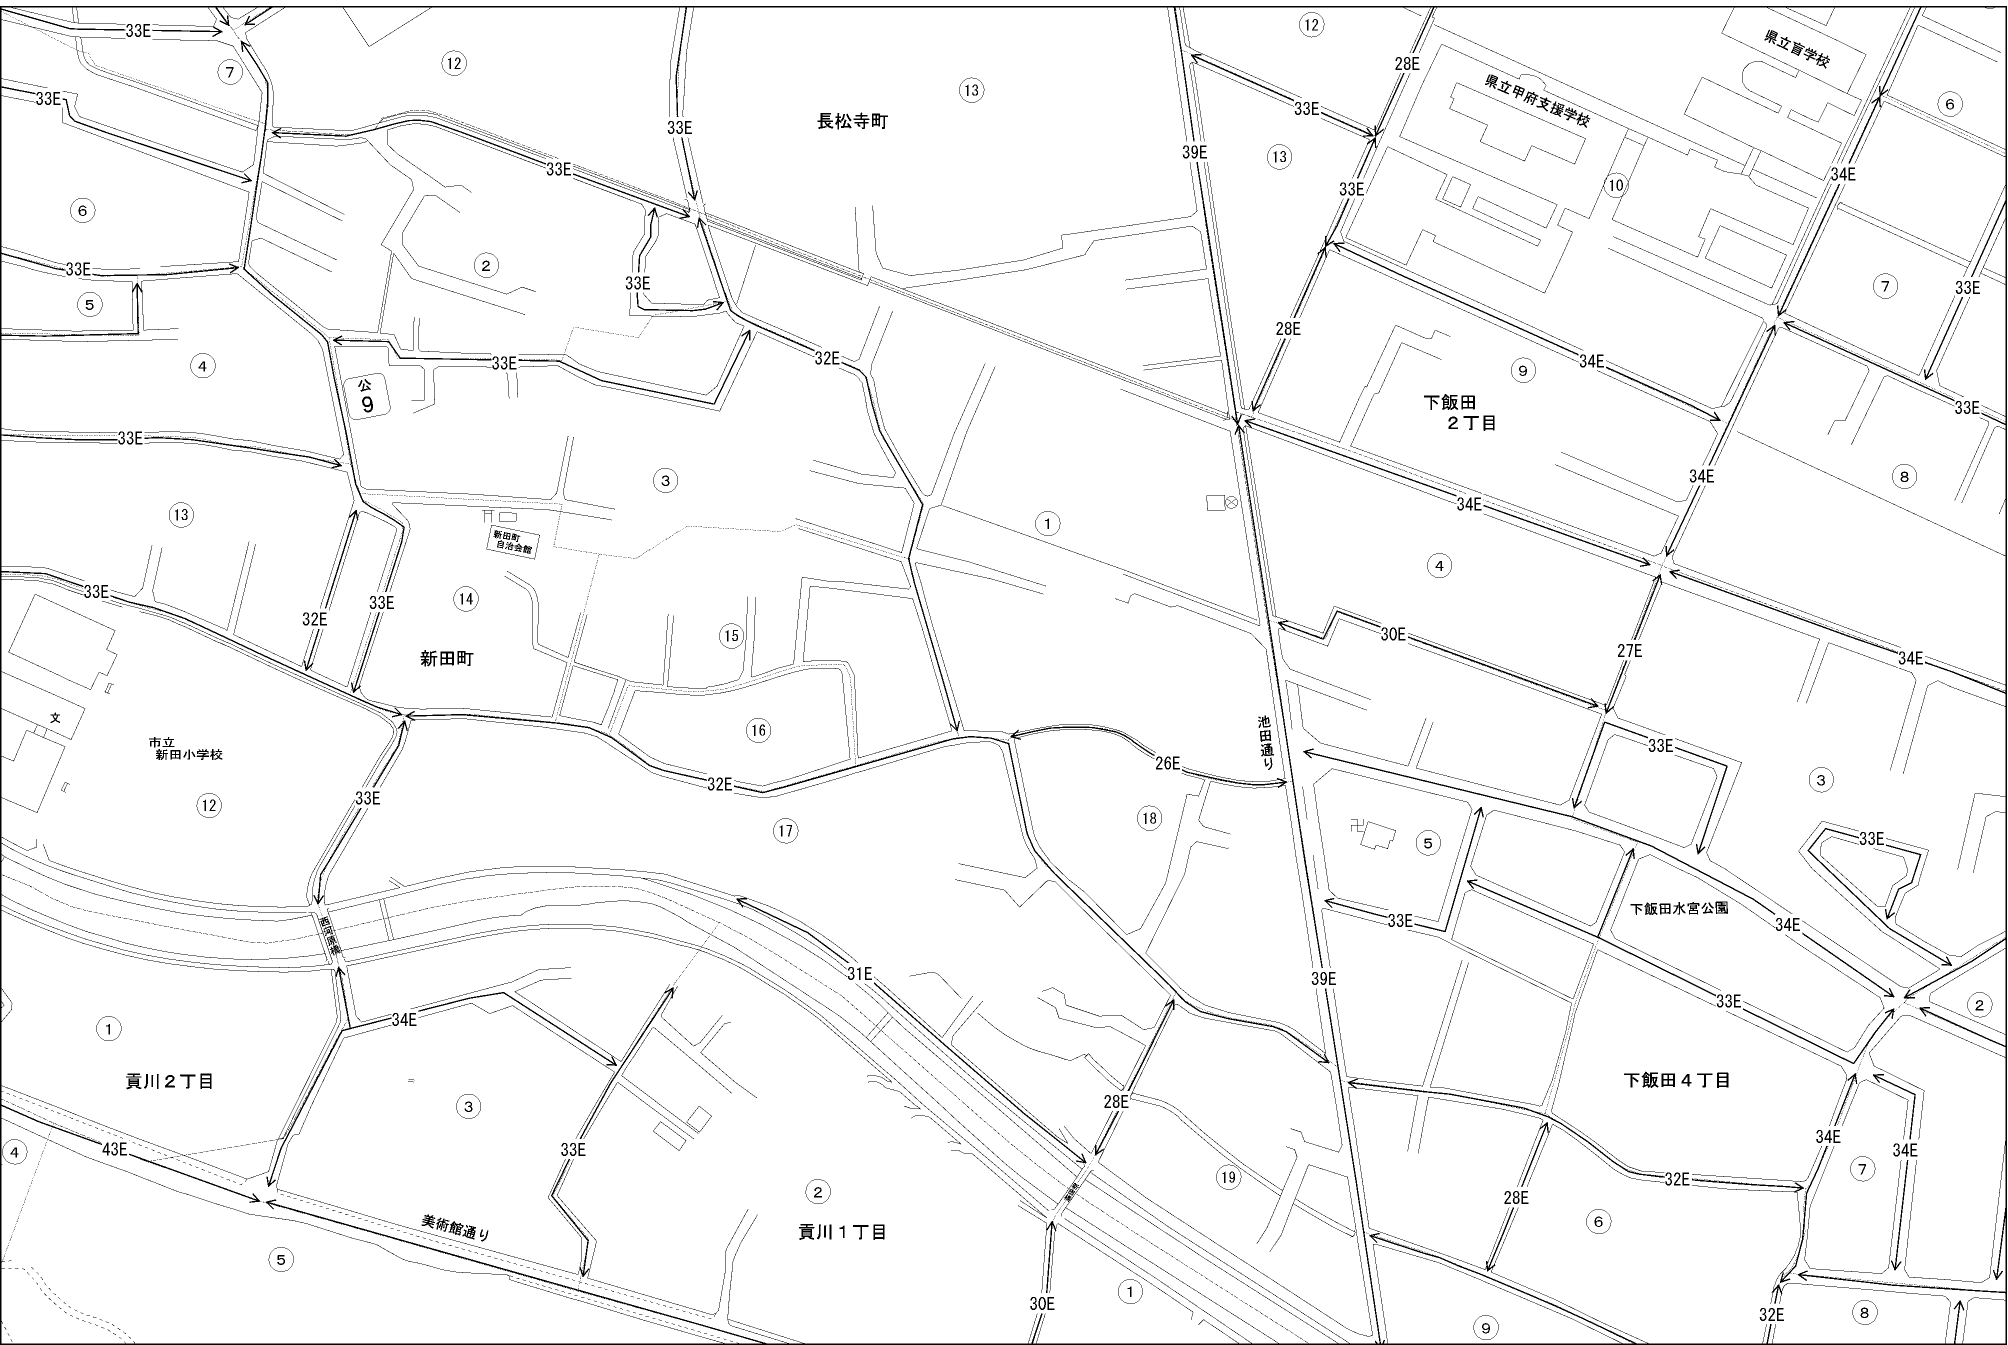 33E
⑫
⑫
28E
県立盲学校
⑦
33E
⑬
33E
県立甲府支援学校
⑥
33E
長松寺町
39E
⑬
33E
33E
34E
⑩
⑥
②
33E
33E
⑤
⑦
33E
28E
④
33E
32E
34E
⑨
公
9
下飯田
２丁目
33E
33E
③
34E
34E
⑧
⑬
新田町
自治会館
①
④
33E
32E
33E
⑭
⑮
30E
27E
34E
新田町
文
市立
新田小学校
⑯
池田通り
33E
⑫
33E
32E
26E
③
⑰
⑱
⑤
33E
西河原橋
33E
下飯田水宮公園
34E
31E
39E
33E
②
①
34E
貢川２丁目
③
28E
下飯田４丁目
④
43E
33E
34E
34E
⑦
②
⑲
32E
28E
美術館通り
貢川１丁目
⑥
⑤
①
30E
⑨
32E
⑧